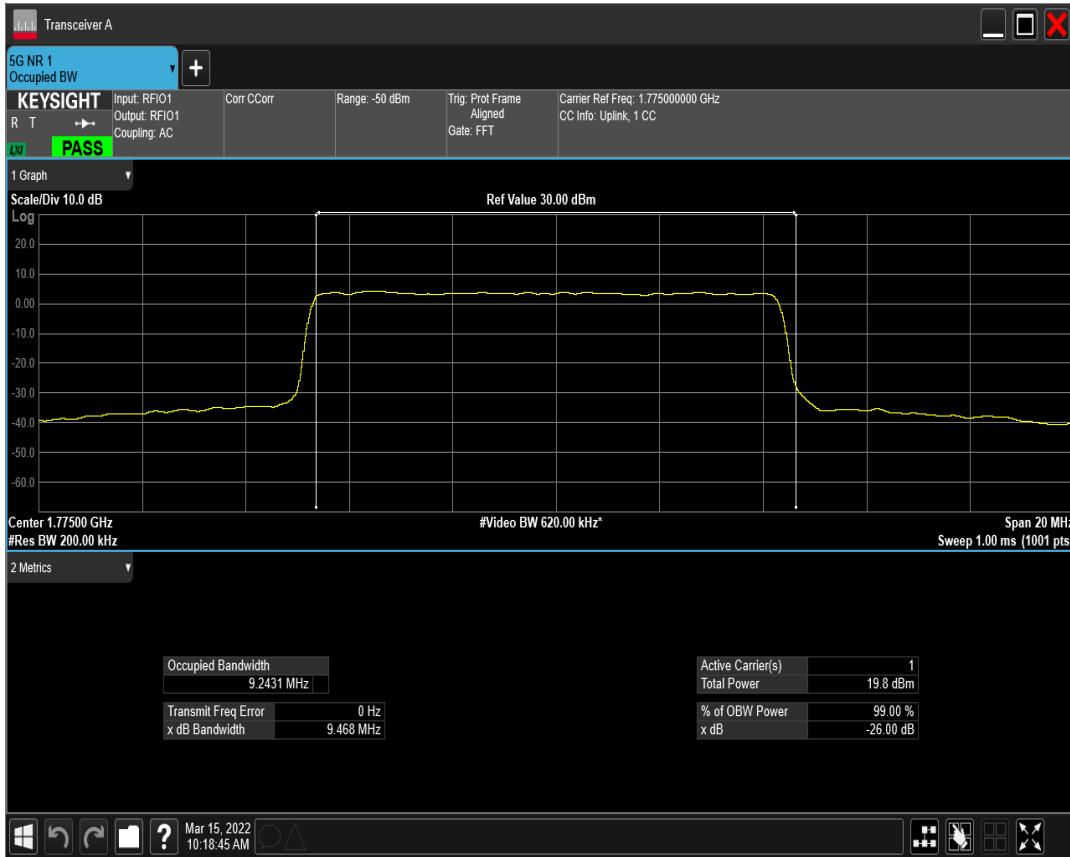 Transceiver A
5G NR 1
Occupied BW
KEYSIGHT
R T
LXI
PASS
Input: RFIO1
Output: RFIO1
Coupling: AC
Corr CCorr
Range: -50 dBm
Trig: Prot Frame
Aligned
Gate: FFT
Carrier Ref Freq: 1.775000000 GHz
CC Info: Uplink, 1 CC
1 Graph
Scale/Div 10.0 dB
Ref Value 30.00 dBm
Log
20.0
10.0
0.00
-10.0
-20.0
-30.0
-40.0
-50.0
-60.0
Center 1.77500 GHz
#Video BW 620.00 kHz*
Span 20 MHz
#Res BW 200.00 kHz
Sweep 1.00 ms (1001 pts
2 Metrics
Occupied Bandwidth
9.2431 MHz
Transmit Freq Error 0 Hz
x dB Bandwidth 9.468 MHz
Active Carrier(s) 1
Total Power 19.8 dBm
% of OBW Power 99.00 %
x dB -26.00 dB
?
Mar 15, 2022
10:18:45 AM